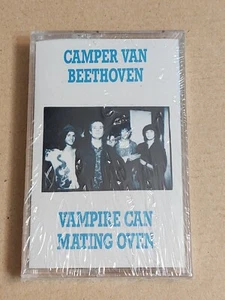 CAMPER VAN
BEETHOVEN
VAMPIRE CAN
MATING OVEN